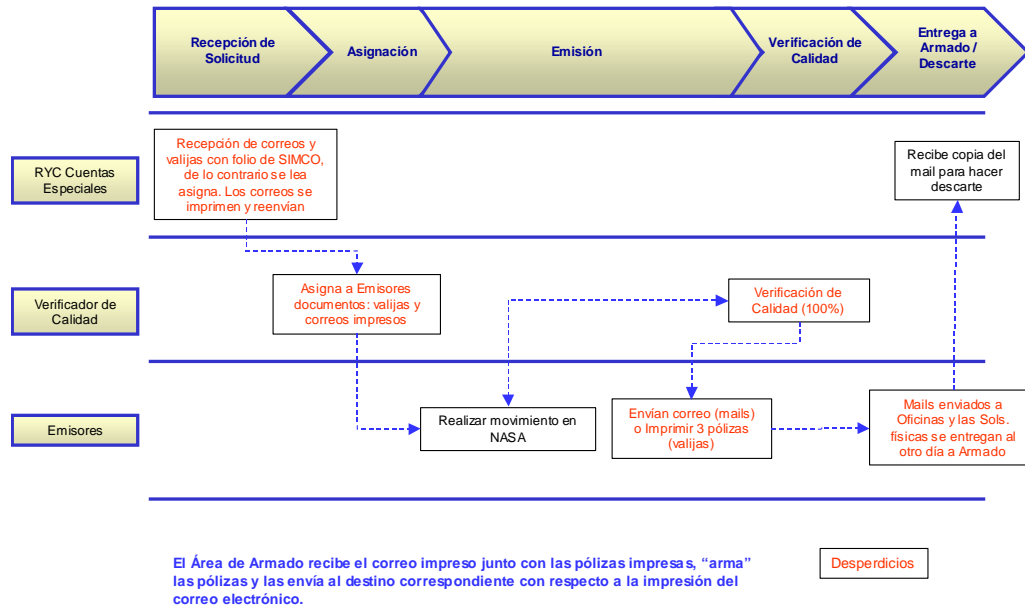 Recepción de
Solicitud
Asignación
Emisión
Verificación de
Calidad
Entrega a
Armado /
Descarte
RYC Cuentas
Especiales
Recepción de correos y
valijas con folio de SIMCO,
de lo contrario se lea
asigna. Los correos se
imprimen y reenvían
Recibe copia del
mail para hacer
descarte
Verificador de
Calidad
Asigna a Emisores
documentos: valijas y
correos impresos
Verificación de
Calidad (100%)
Emisores
Realizar movimiento en
NASA
Envían correo (mails)
o Imprimir 3 pólizas
(valijas)
Mails enviados a
Oficinas y las Sols.
físicas se entregan al
otro día a Armado
El Área de Armado recibe el correo impreso junto con las pólizas impresas, “arma”
las pólizas y las envía al destino correspondiente con respecto a la impresión del
correo electrónico.
Desperdicios